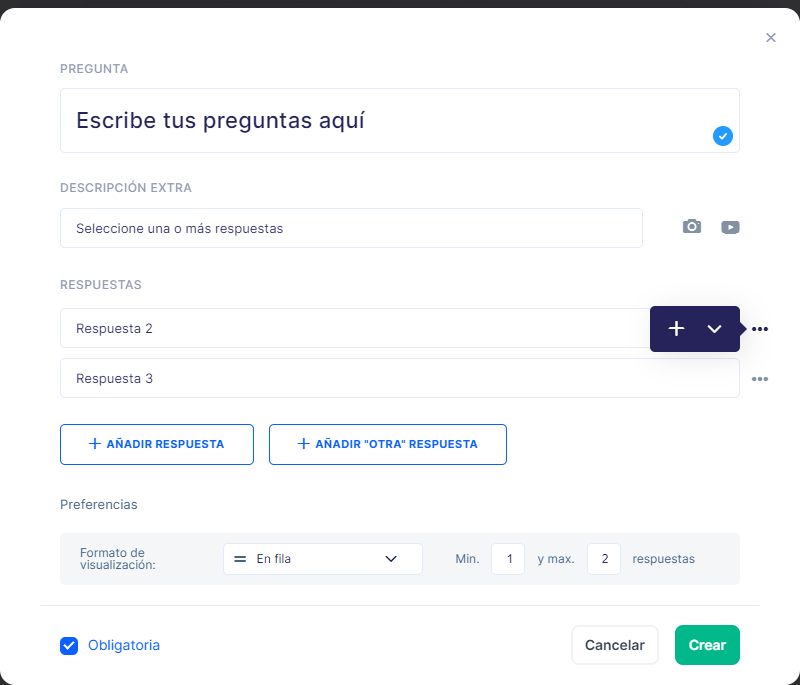 PREGUNTA
Escribe tus preguntas aquí
DESCRIPCIÓN EXTRA
Seleccione una o más respuestas
RESPUESTAS
Respuesta 2
Respuesta 3
AÑADIR RESPUESTA
AÑADIR "OTRA" RESPUESTA
Preferencias
Formato de
visualización:
En fila
Min. 1 y max. 2 respuestas
Obligatoria
Cancelar
Crear